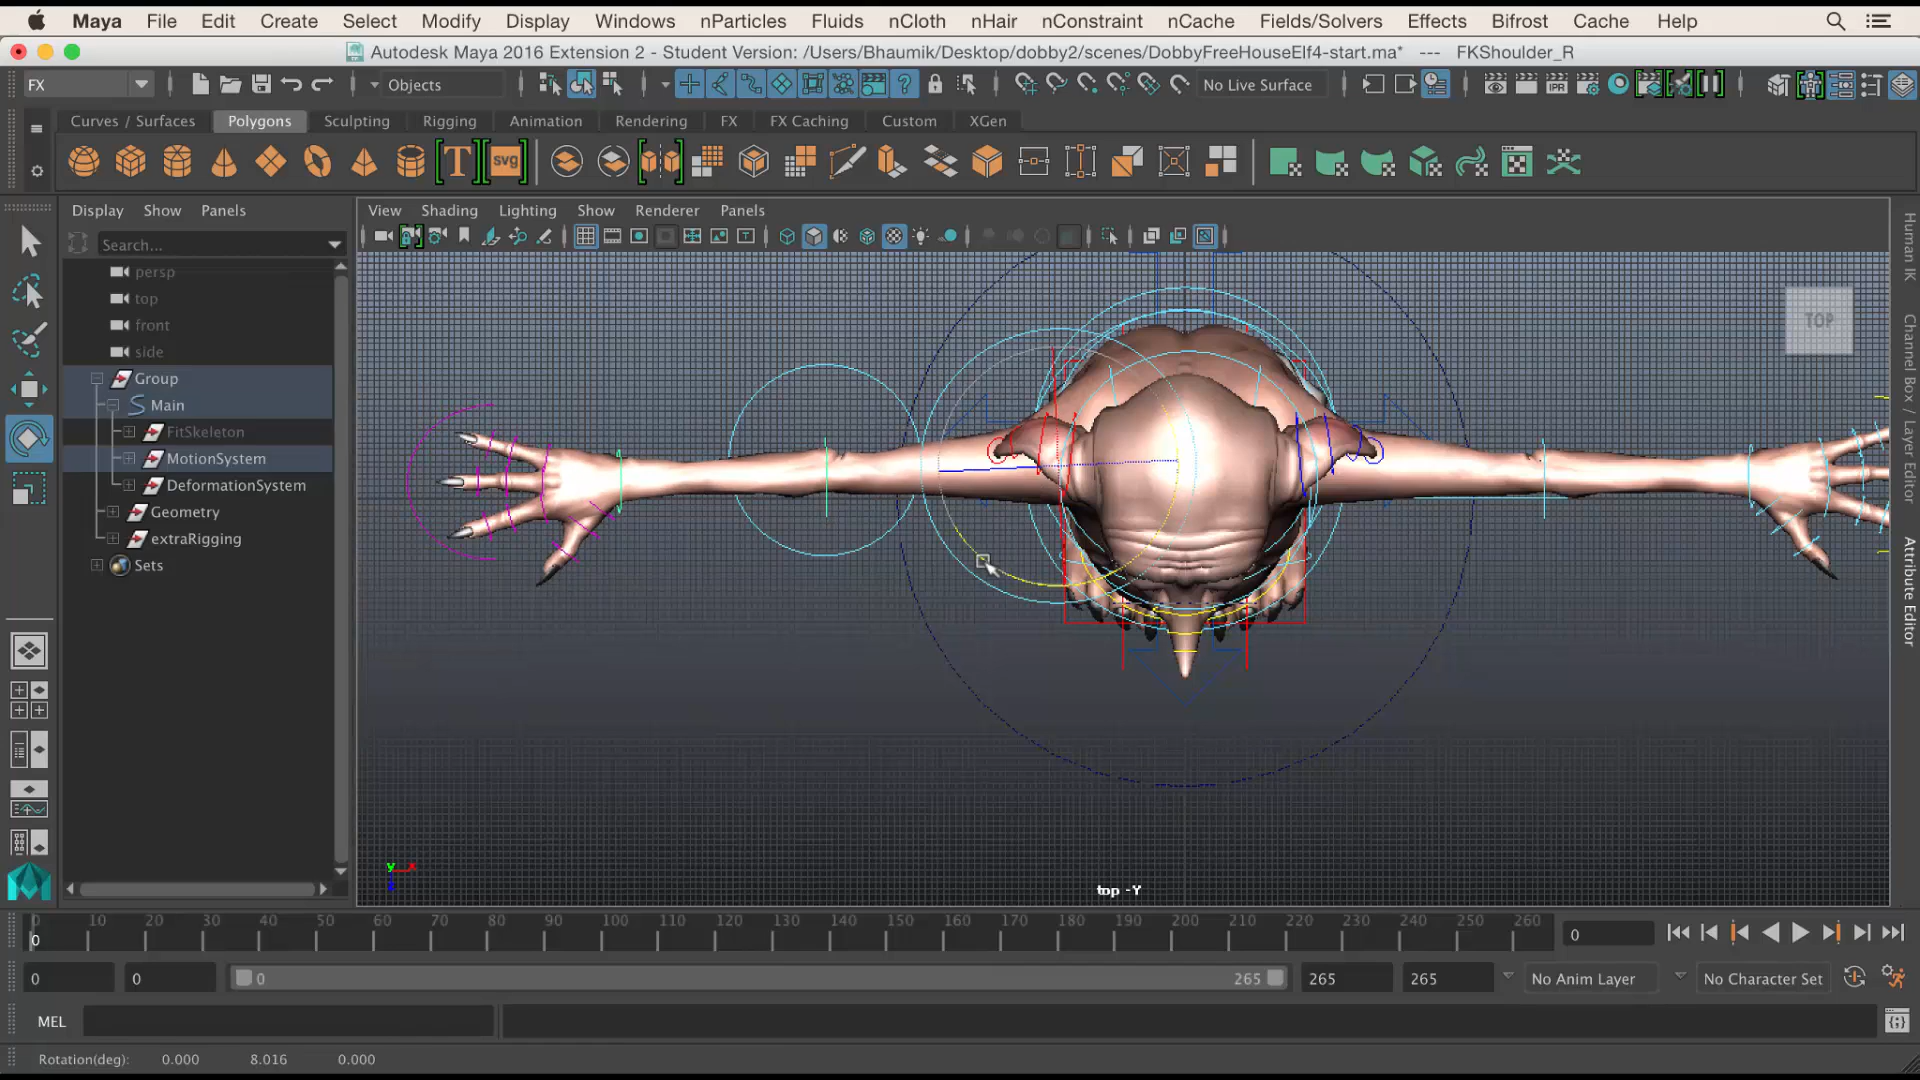 Maya File Edit Create Select Modify Display Windows nParticles Fluids nCloth nHair nConstraint nCache Fields/Solvers Effects Bifrost Cache Help
Autodesk Maya 2016 Extension 2 - Student Version: /Users/Bhaumik/Desktop/dobby2/scenes/DobbyFreeHouseElf4-start.ma* --- FKShoulder_R
FX Objects No Live Surface
Curves / Surfaces Polygons Sculpting Rigging Animation Rendering FX FX Caching Custom XGen
T svg
Display Show Panels View Shading Lighting Show Renderer Panels
Search...
persp
top
front
side
Group
Main
FitSkeleton
MotionSystem
DeformationSystem
Geometry
extraRigging
Sets
TOP
Human IK
Channel Box / Layer Editor
Attribute Editor
y x
top -Y
0 10 20 30 40 50 60 70 80 90 100 110 120 130 140 150 160 170 180 190 200 210 220 230 240 250 260
0 0
0 0 0 265 265 265 No Anim Layer No Character Set
MEL
Rotation(deg): 0.000 8.016 0.000